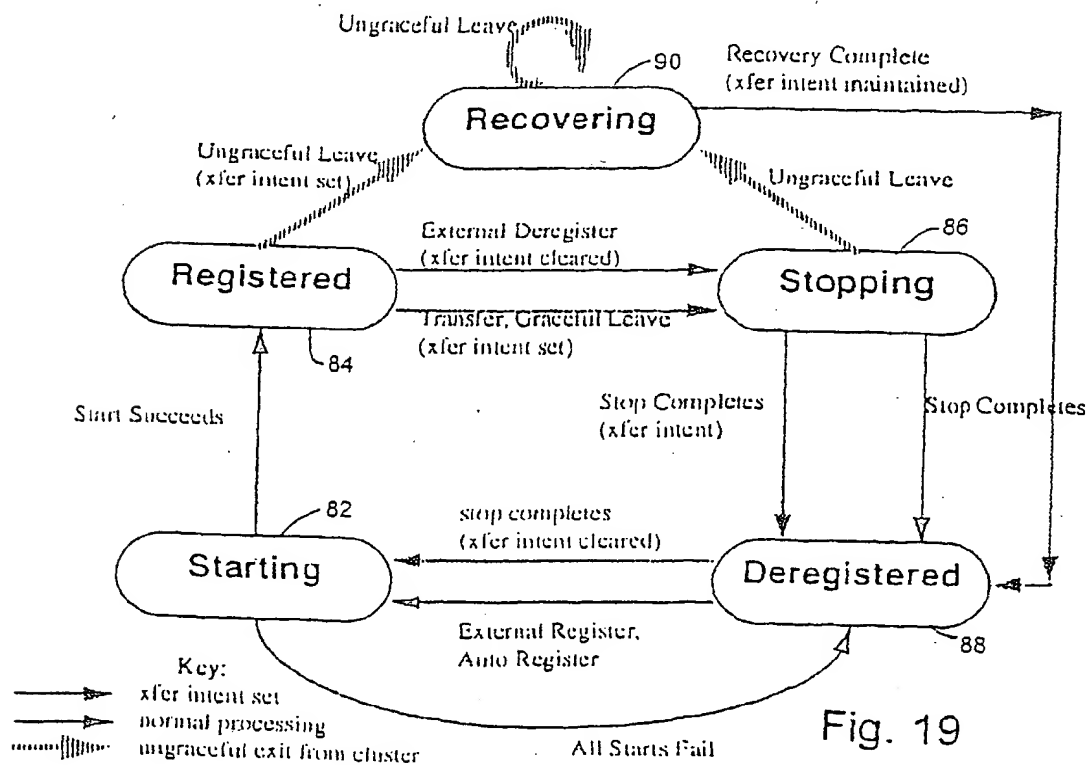 Ungraceful Leave
90
Recovery Complete
(xfer intent maintained)
Recovering
Ungraceful Leave
(xfer intent set)
Ungraceful Leave
External Deregister
(xfer intent cleared)
86
Registered
Stopping
Transfer, Graceful Leave
(xfer intent set)
84
Start Succeeds
Stop Completes
(xfer intent)
Stop Completes
82
stop completes
(xfer intent cleared)
Starting
Deregistered
External Register,
Auto Register
88
Key:
xfer intent set
normal processing
ungraceful exit from cluster
All Starts Fail
Fig. 19